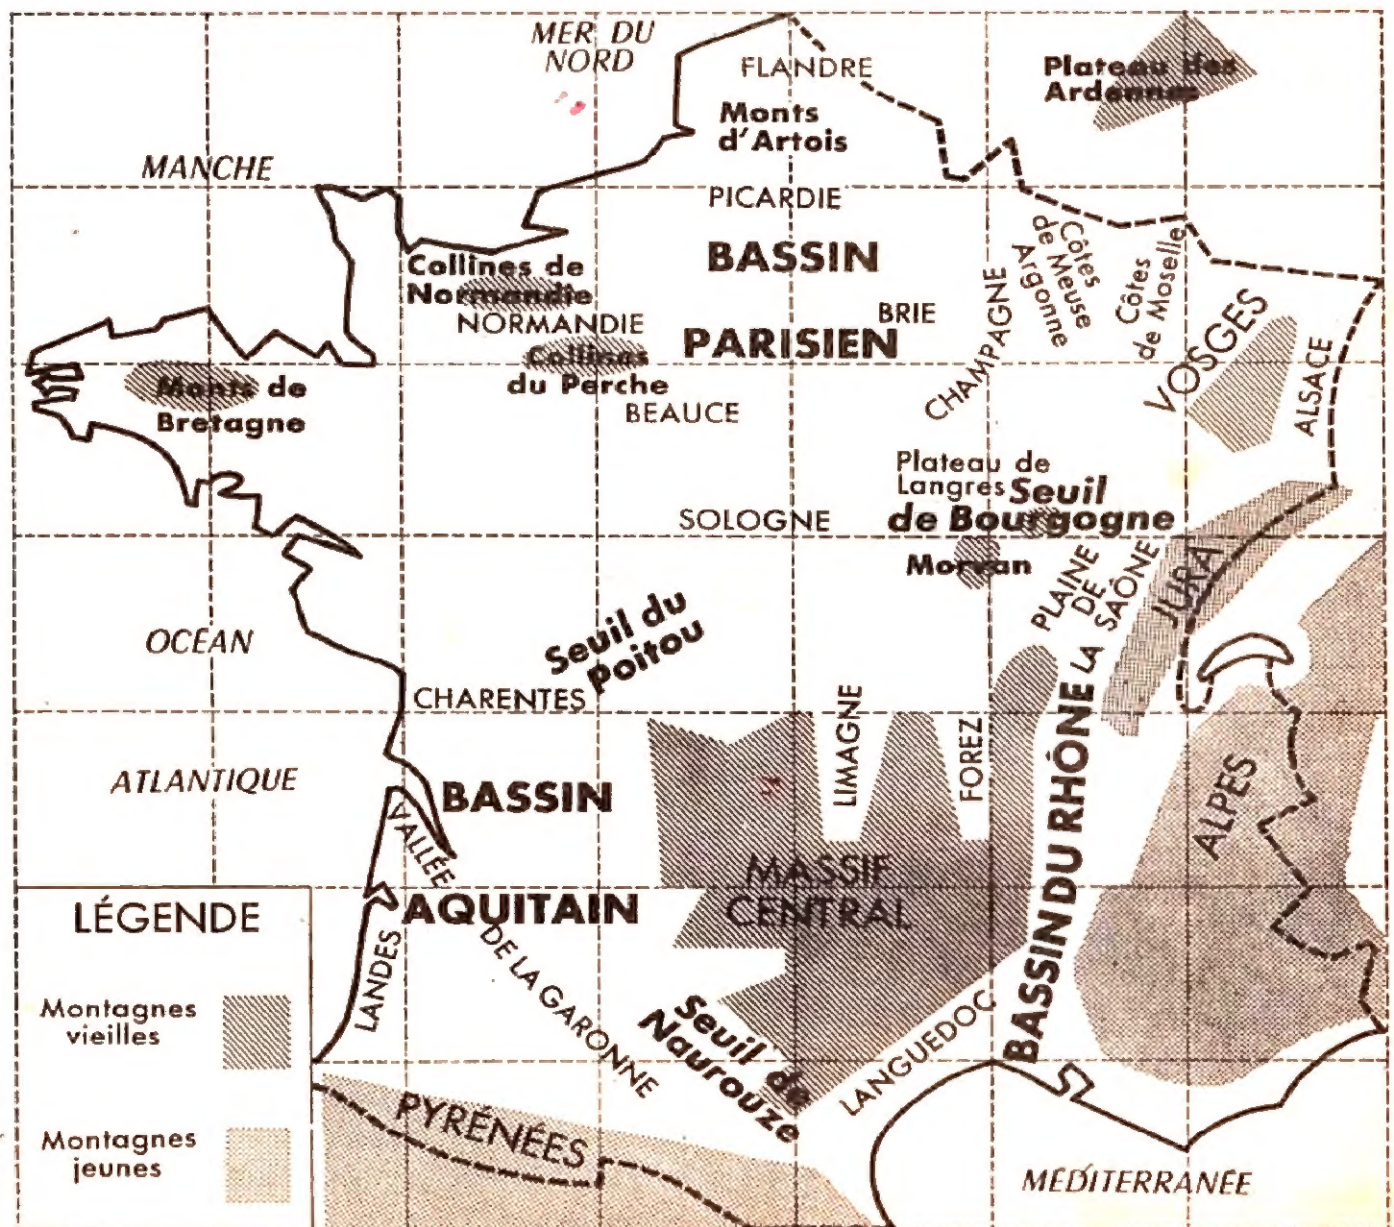 MER DU
NORD
FLANDRE
Plateau des
Ardennes
Monts
d'Artois
MANCHE
PICARDIE
Collines de
Normandie
NORMANDIE
BASSIN
PARISIEN
BRIE
CHAMPAGNE
Argonne
Côtes
de Meuse
Côtes
de Moselle
VOSGES
ALSACE
Collines
du Perche
BEAUCE
Monts de
Bretagne
Plateau de
Langres
Seuil
de Bourgogne
SOLOGNE
Morvan
PLAINE
DE
LA SAÔNE
JURA
OCÉAN
Seuil du
Poitou
CHARENTES
ATLANTIQUE
BASSIN
AQUITAIN
VALLÉE
DE LA GARONNE
LANDES
LIMAGNE
FOREZ
MASSIF
CENTRAL
BASSIN DU RHÔNE
ALPES
Seuil de
Naurouze
LANGUEDOC
PYRÉNÉES
MÉDITERRANÉE
LÉGENDE
Montagnes
vieilles
Montagnes
jeunes